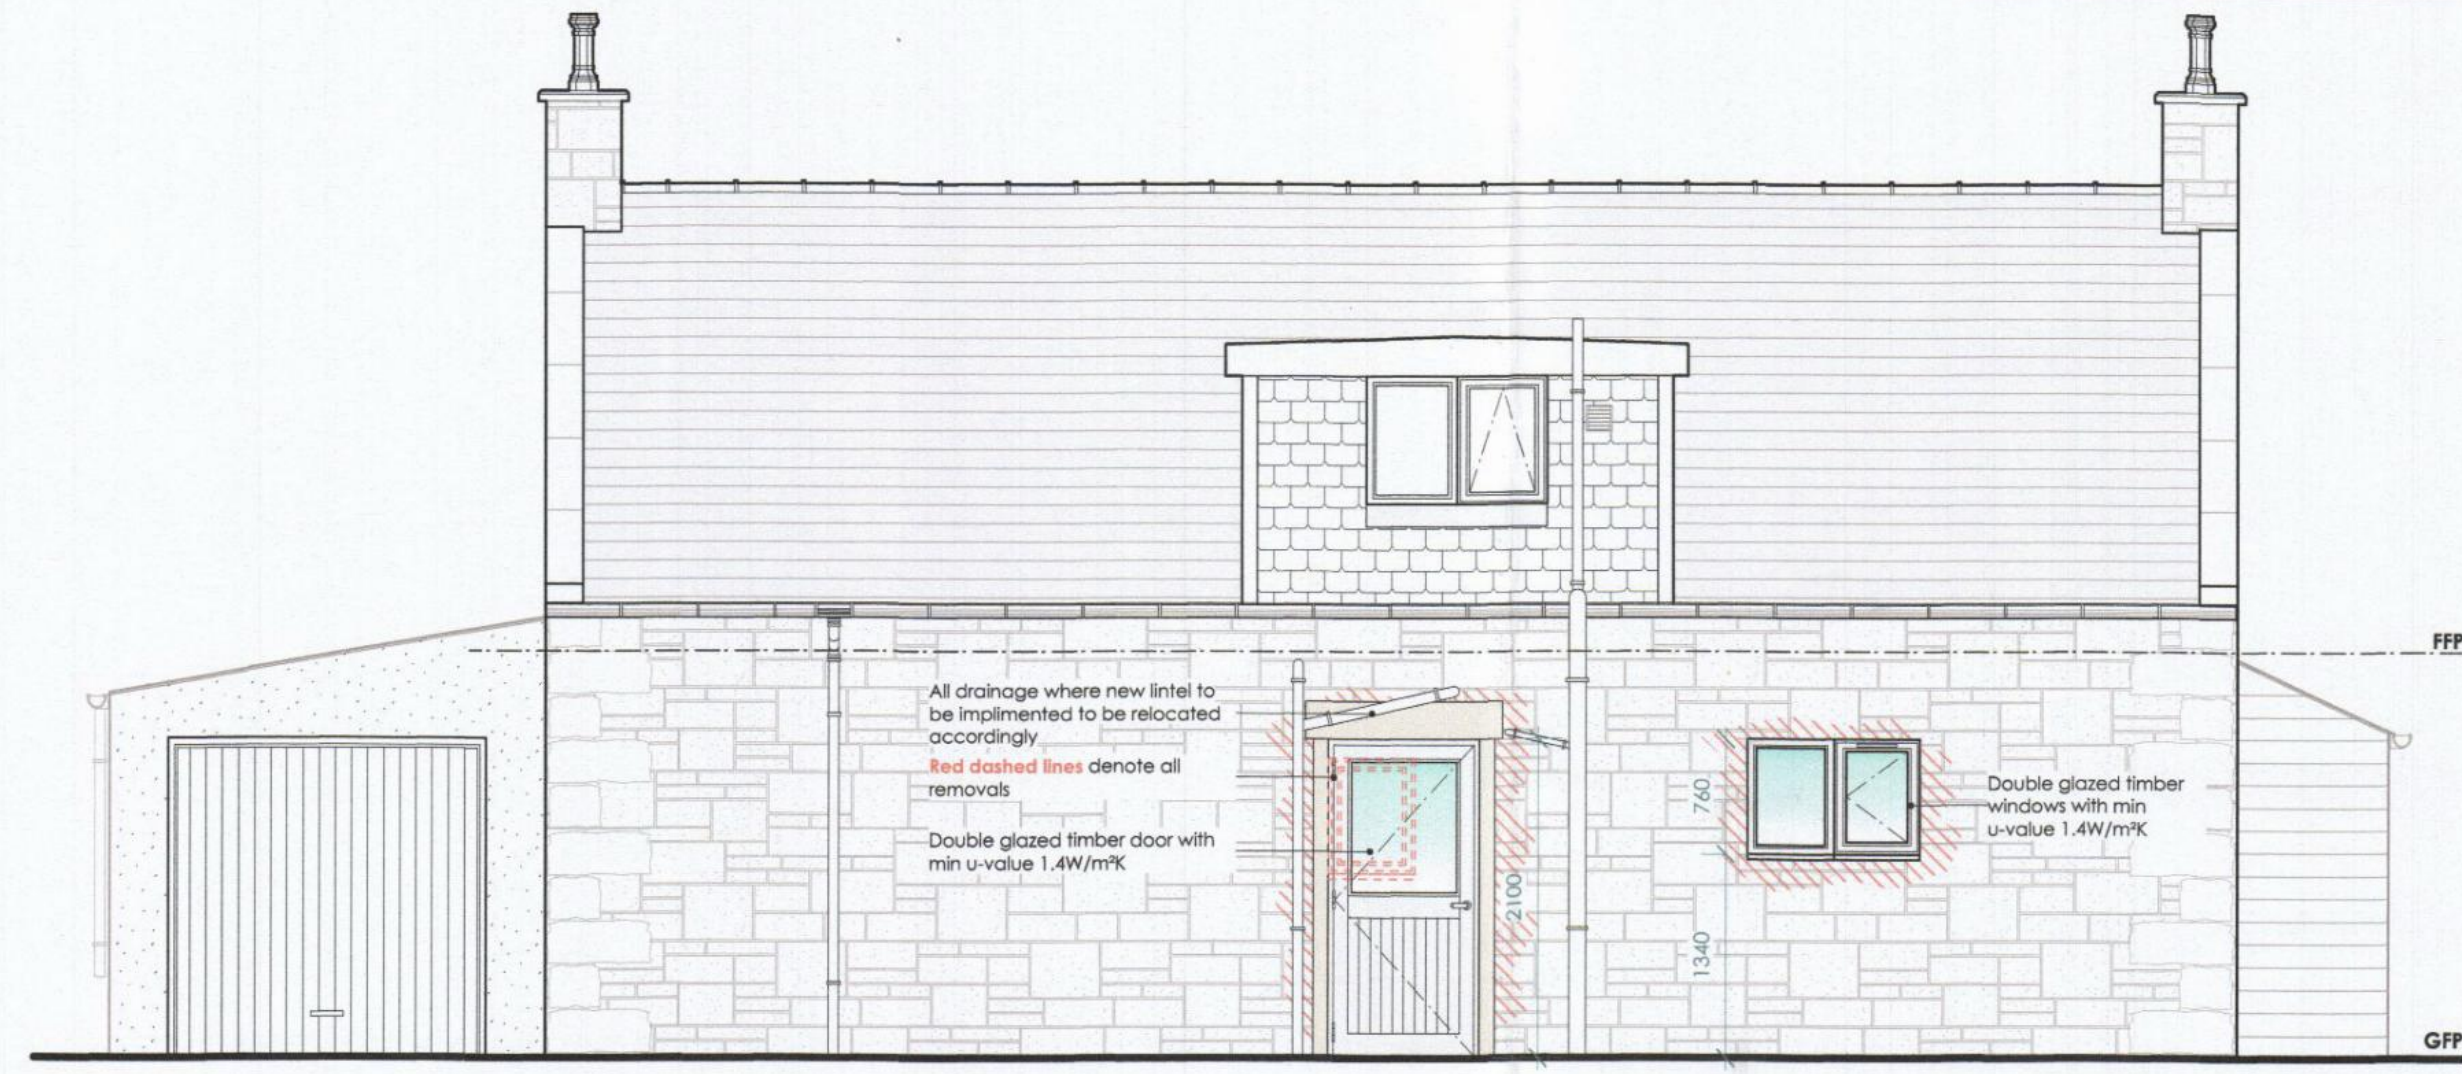 FFP
All drainage where new lintel to
be implimented to be relocated
accordingly
Red dashed lines denote all
removals
Double glazed timber door with
min u-value 1.4W/m²K
2100
760
1340
Double glazed timber
windows with min
u-value 1.4W/m²K
GFP